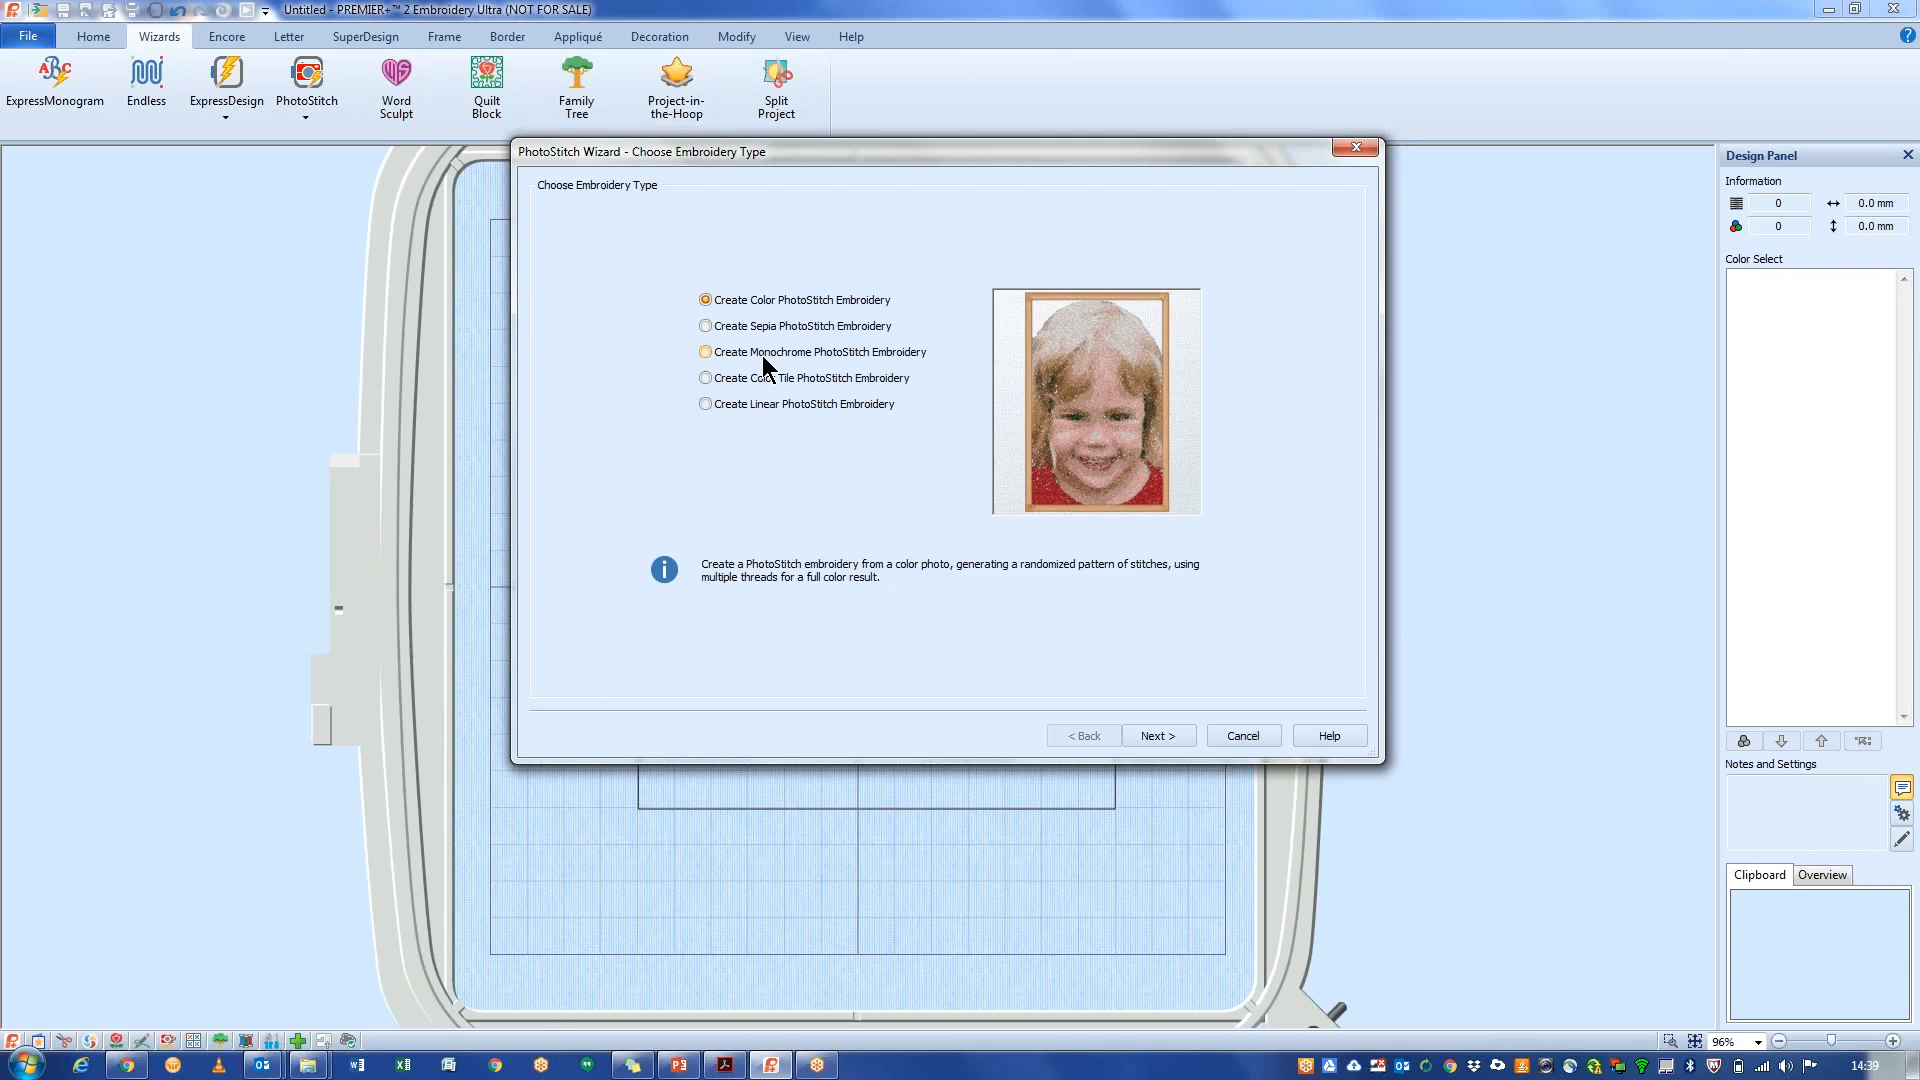 Untitled - PREMIER+™ 2 Embroidery Ultra (NOT FOR SALE)
File Home Wizards Encore Letter SuperDesign Frame Border Appliqué Decoration Modify View Help
ExpressMonogram
Endless
ExpressDesign
PhotoStitch
Word
Sculpt
Quilt
Block
Family
Tree
Project-in-
the-Hoop
Split
Project
PhotoStitch Wizard - Choose Embroidery Type
Choose Embroidery Type
Create Color PhotoStitch Embroidery
Create Sepia PhotoStitch Embroidery
Create Monochrome PhotoStitch Embroidery
Create Color Tile PhotoStitch Embroidery
Create Linear PhotoStitch Embroidery
Create a PhotoStitch embroidery from a color photo, generating a randomized pattern of stitches, using
multiple threads for a full color result.
< Back Next > Cancel Help
Design Panel
Information
0 0.0 mm
0 0.0 mm
Color Select
Notes and Settings
Clipboard Overview
96%
14:39